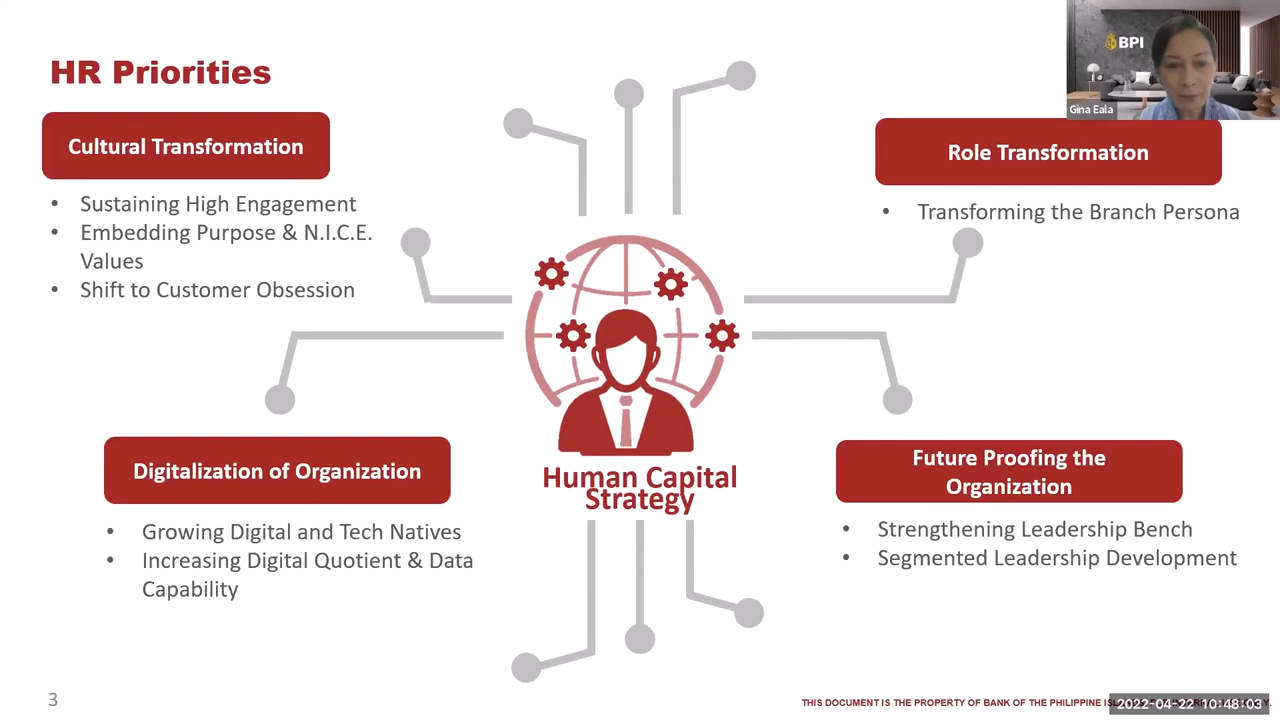 HR Priorities
BPI
Gina Eala
Cultural Transformation
• Sustaining High Engagement
• Embedding Purpose & N.I.C.E.
Values
• Shift to Customer Obsession
Role Transformation
• Transforming the Branch Persona
Human Capital
Strategy
Digitalization of Organization
• Growing Digital and Tech Natives
• Increasing Digital Quotient & Data
Capability
Future Proofing the
Organization
• Strengthening Leadership Bench
• Segmented Leadership Development
3
THIS DOCUMENT IS THE PROPERTY OF BANK OF THE PHILIPPINE
2022-04-22 10:48:03